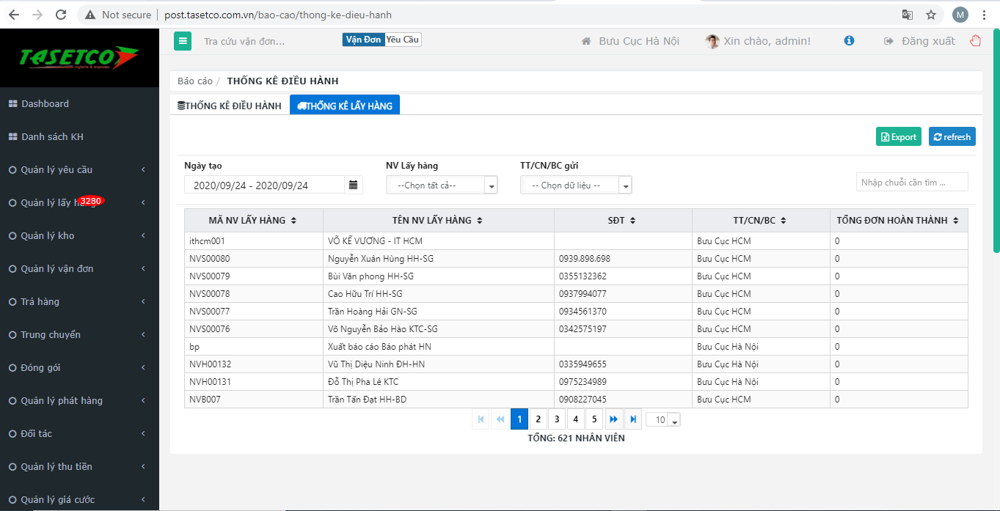 Not secure | post.tasetco.com.vn/bao-cao/thong-ke-dieu-hanh M
TASETCO
Tra cứu vận đơn... Vận Đơn Yêu Cầu Bưu Cục Hà Nội Xin chào, admin! Đăng xuất
Dashboard
Danh sách KH
Quản lý yêu cầu
Quản lý lấy 3280
Quản lý kho
Quản lý vận đơn
Trả hàng
Trung chuyển
Đóng gói
Quản lý phát hàng
Đối tác
Quản lý thu tiền
Quản lý giá cước
Báo cáo / THỐNG KÊ ĐIỀU HÀNH
THỐNG KÊ ĐIỀU HÀNH THỐNG KÊ LẤY HÀNG
Export refresh
Ngày tạo NV Lấy hàng TT/CN/BC gửi
2020/09/24 - 2020/09/24 --Chọn tất cả-- -- Chọn dữ liệu -- Nhập chuỗi cần tìm ...
MÃ NV LẤY HÀNG TÊN NV LẤY HÀNG SĐT TT/CN/BC TỔNG ĐƠN HOÀN THÀNH
ithcm001 VÕ KẾ VƯƠNG - IT HCM Bưu Cục HCM 0
NVS00080 Nguyễn Xuân Hùng HH-SG 0939.898.698 Bưu Cục HCM 0
NVS00079 Bùi Văn phong HH-SG 0355132362 Bưu Cục HCM 0
NVS00078 Cao Hữu Trí HH-SG 0937994077 Bưu Cục HCM 0
NVS00077 Trần Hoàng Hải GN-SG 0934561370 Bưu Cục HCM 0
NVS00076 Võ Nguyễn Bảo Hào KTC-SG 0342575197 Bưu Cục HCM 0
bp Xuất báo cáo Báo phát HN Bưu Cục Hà Nội 0
NVH00132 Vũ Thị Diệu Ninh ĐH-HN 0335949655 Bưu Cục Hà Nội 0
NVH00131 Đỗ Thị Pha Lê KTC 0975234989 Bưu Cục Hà Nội 0
NVB007 Trần Tấn Đạt HH-BD 0908227045 Bưu Cục HCM 0
1 2 3 4 5 10
TỔNG: 621 NHÂN VIÊN